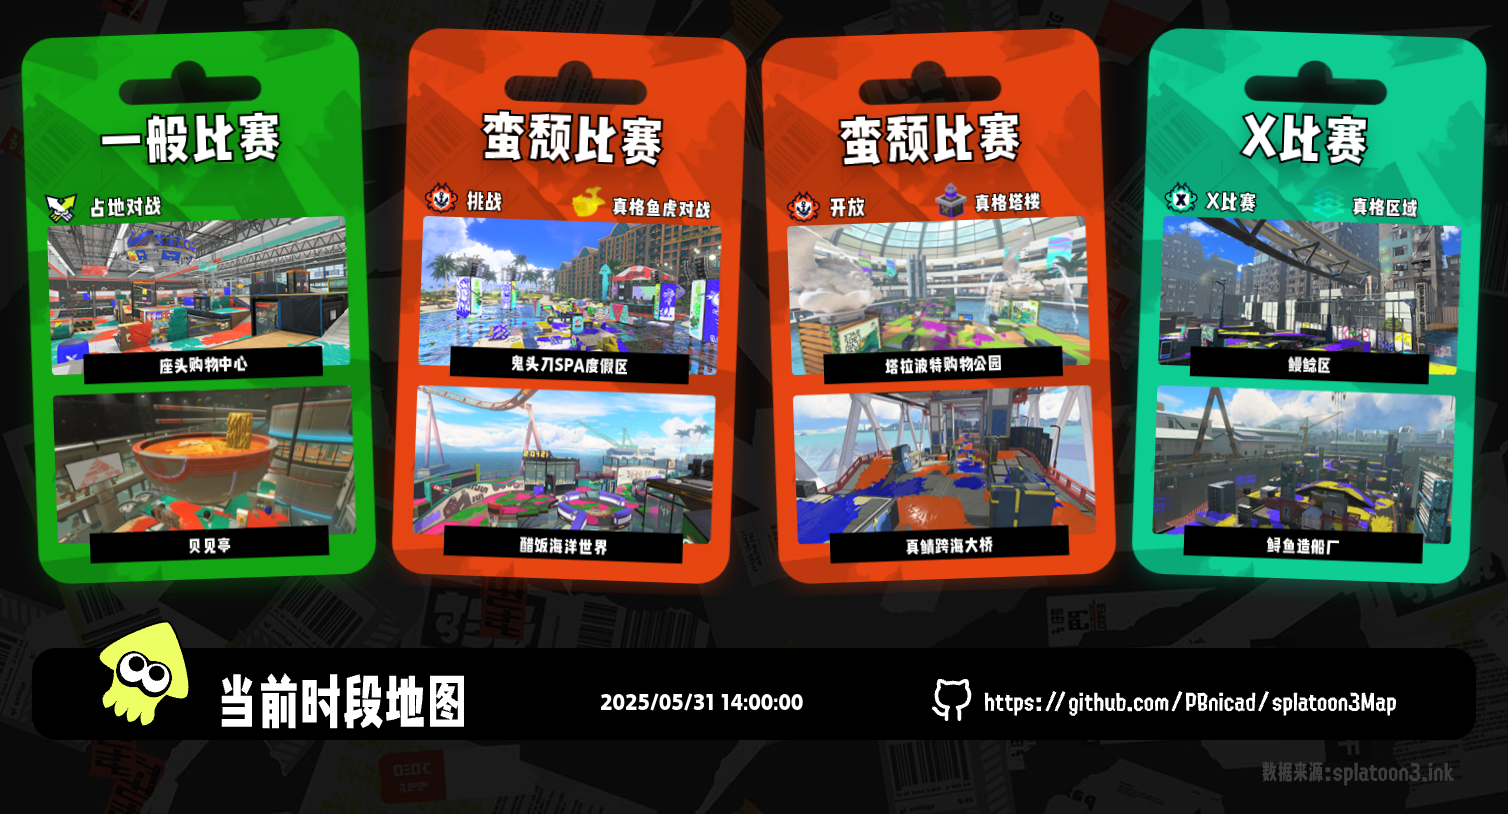 一般比赛
占地对战
座头购物中心
贝见亭
蛮颓比赛
挑战
真格鱼虎对战
鬼头刀SPA度假区
醋饭海洋世界
蛮颓比赛
开放
真格塔楼
塔拉波特购物公园
真鲭跨海大桥
X比赛
X比赛
真格区域
鳗鲶区
鲟鱼造船厂
当前时段地图
2025/05/31 14:00:00
https://github.com/PBnicad/splatoon3Map
数据来源:splatoon3.ink